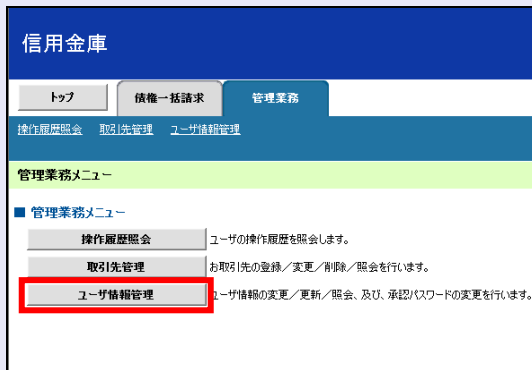 信用金庫
トップ 債権一括請求 管理業務
操作履歴照会 取引先管理 ユーザ情報管理
管理業務メニュー
■ 管理業務メニュー
操作履歴照会 ユーザの操作履歴を照会します。
取引先管理 お取引先の登録／変更／削除／照会を行います。
ユーザ情報管理 ユーザ情報の変更／更新／照会、及び、承認パスワードの変更を行います。